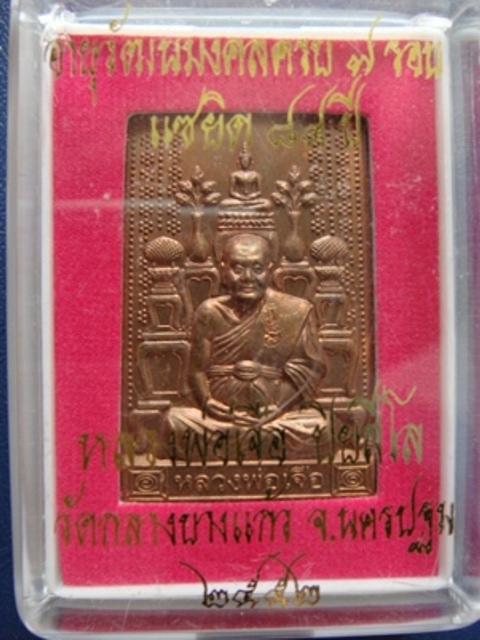 อายุวัฒนมงคลครบ ๗ รอบ
แซยิด ๘๔ ปี
หลวงพ่อเจือ ปิยสีโล
หลวงพ่อเจือ
วัดกลางบางแก้ว จ.นครปฐม
๒๕๕๒